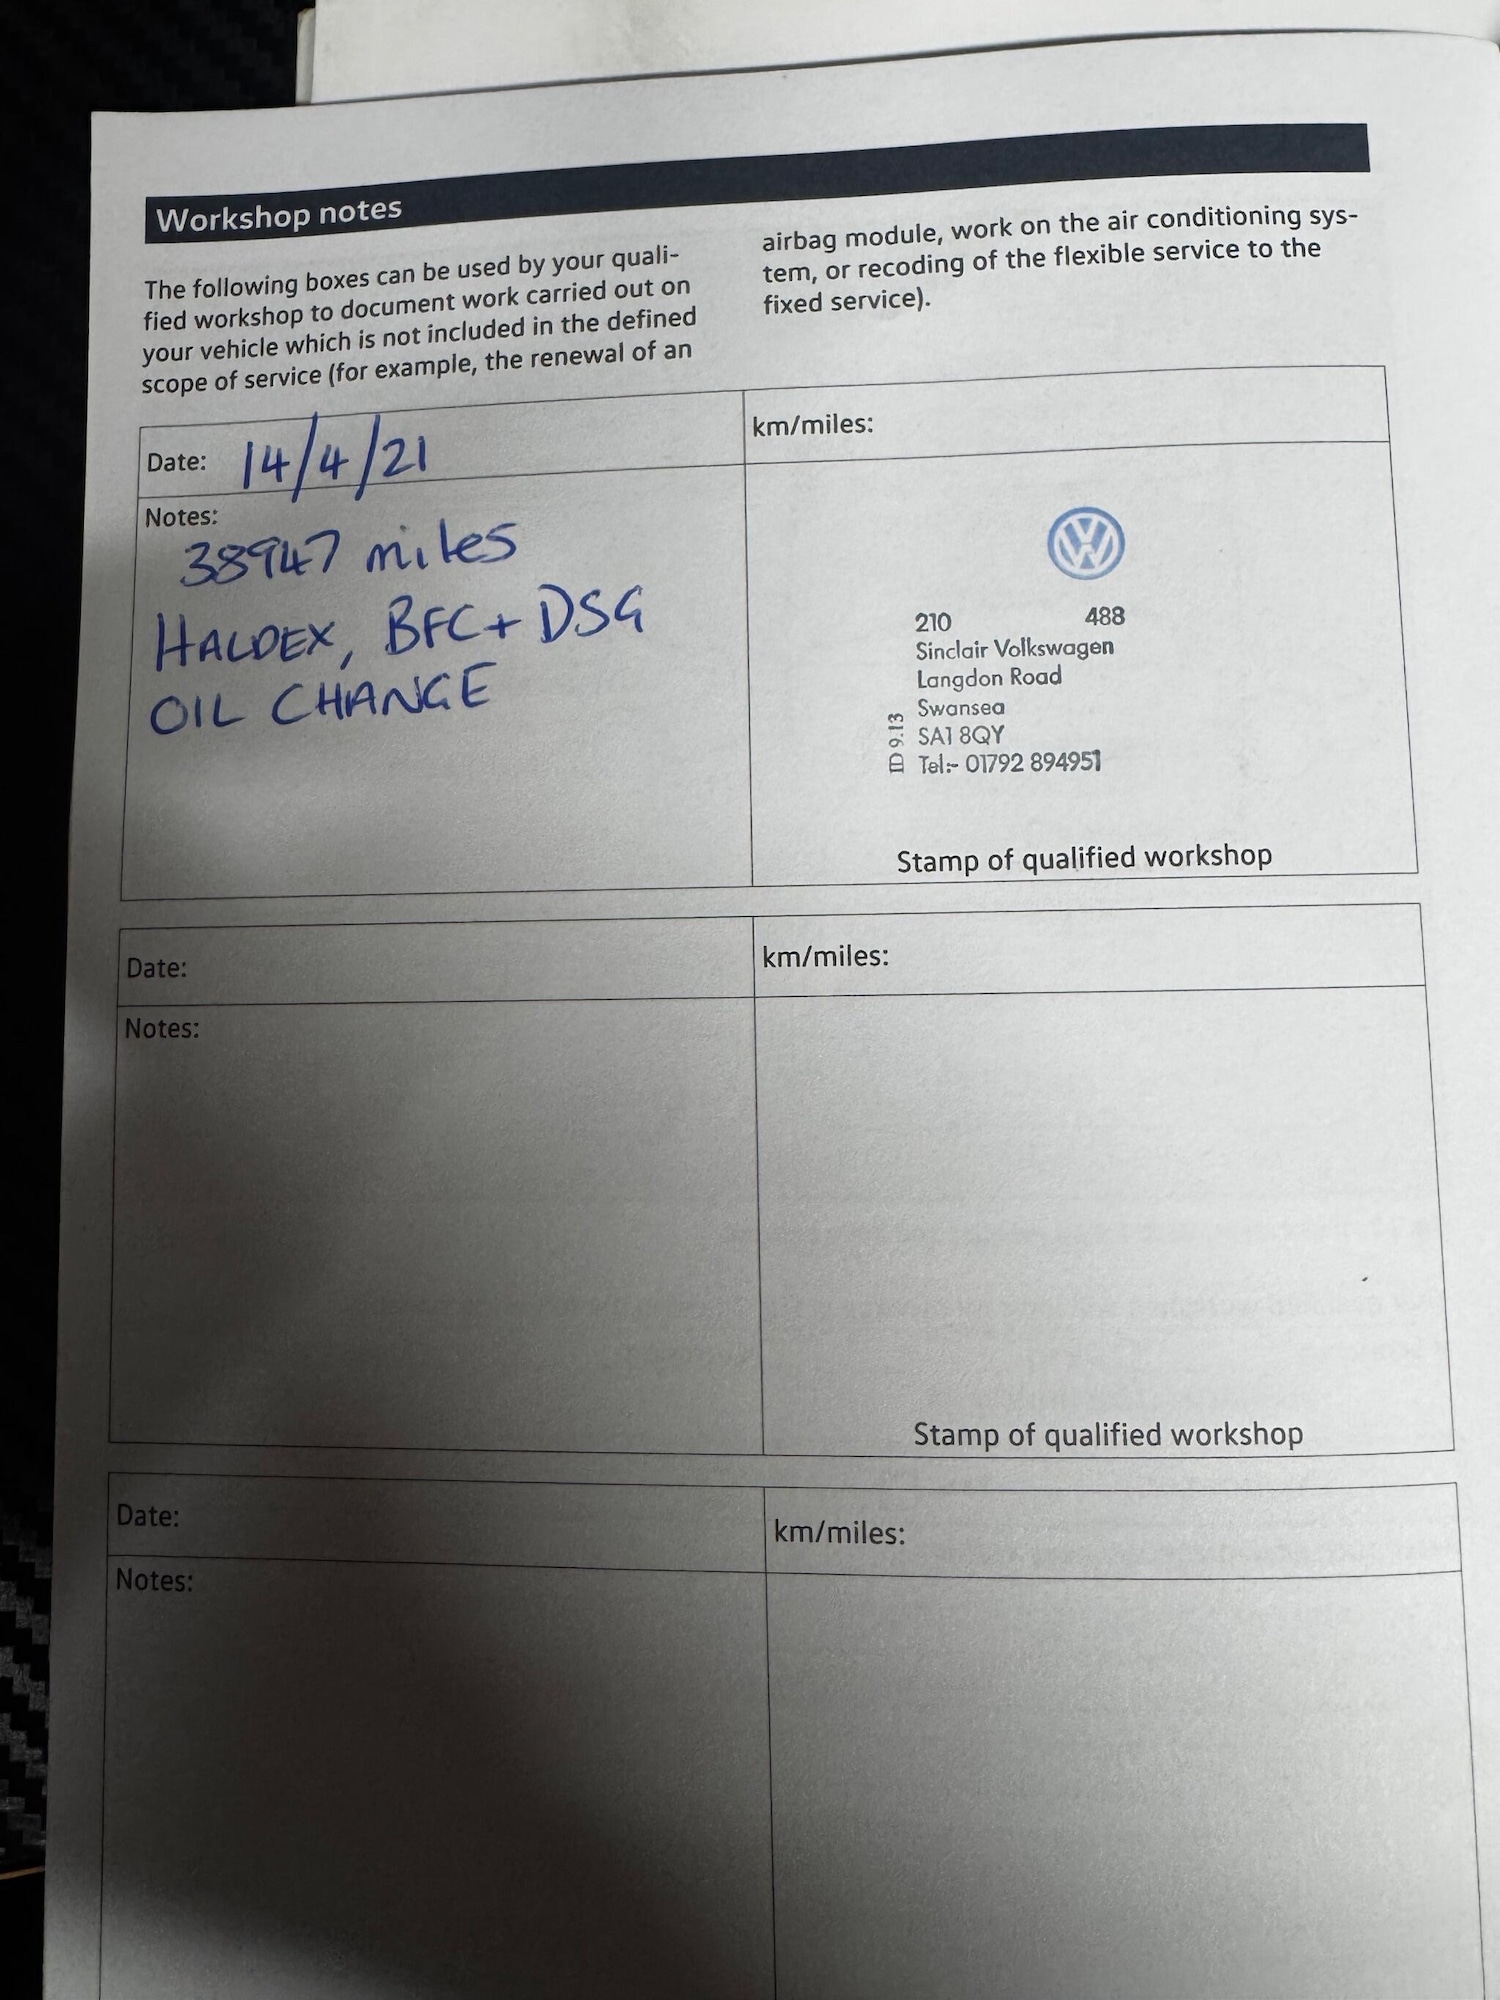 Workshop notes
The following boxes can be used by your quali-
fied workshop to document work carried out on
your vehicle which is not included in the defined
scope of service (for example, the renewal of an
airbag module, work on the air conditioning sys-
tem, or recoding of the flexible service to the
fixed service).
Date: 14/4/21
km/miles:
Notes:
38947 miles
HALDEX, BFC + DSG
OIL CHANGE
210 488
Sinclair Volkswagen
Langdon Road
Swansea
SA1 8QY
Tel:- 01792 894951
ID 9.13
Stamp of qualified workshop
Date:
km/miles:
Notes:
Stamp of qualified workshop
Date:
km/miles:
Notes: